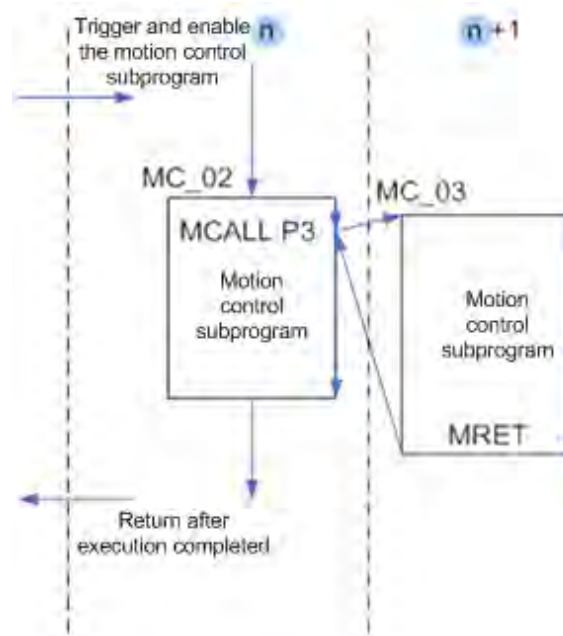 Trigger and enable
the motion control
subprogram
n
n+1
MC_02
MCALL P3
Motion
control
subprogram
MC_03
Motion
control
subprogram
MRET
Return after
execution completed